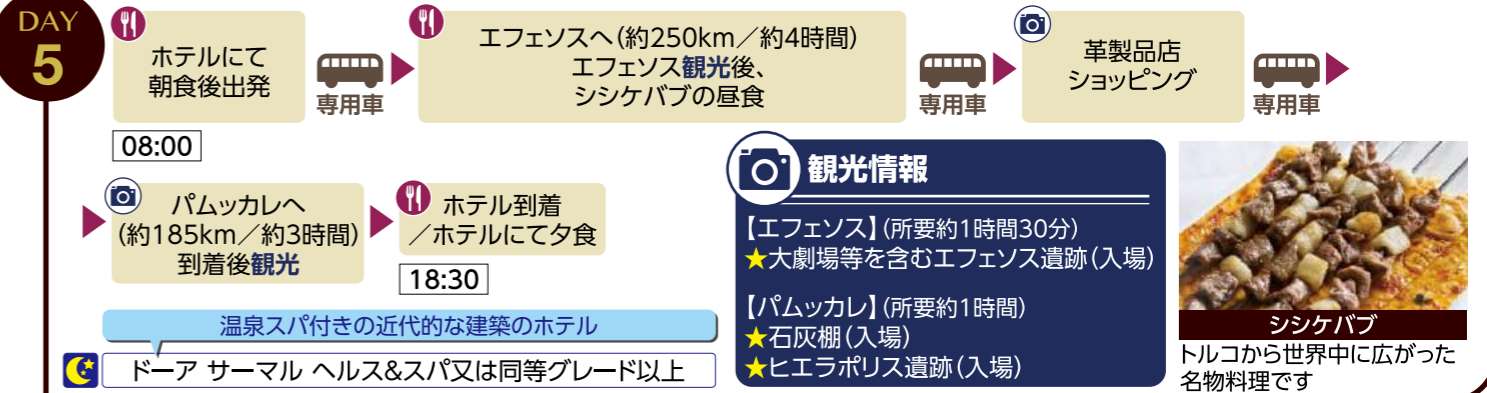 DAY
5
ホテルにて
朝食後出発
専用車
エフェソスへ（約250km／約4時間）
エフェソス観光後、
シシケバブの昼食
専用車
革製品店
ショッピング
専用車
08:00
パムッカレへ
（約185km／約3時間）
到着後観光
ホテル到着
／ホテルにて夕食
18:30
温泉スパ付きの近代的な建築のホテル
ドーア サーマル ヘルス&スパ又は同等グレード以上
観光情報
【エフェソス】（所要約1時間30分）
★大劇場等を含むエフェソス遺跡（入場）
【パムッカレ】（所要約1時間）
★石灰棚（入場）
★ヒエラポリス遺跡（入場）
シシケバブ
トルコから世界中に広がった
名物料理です